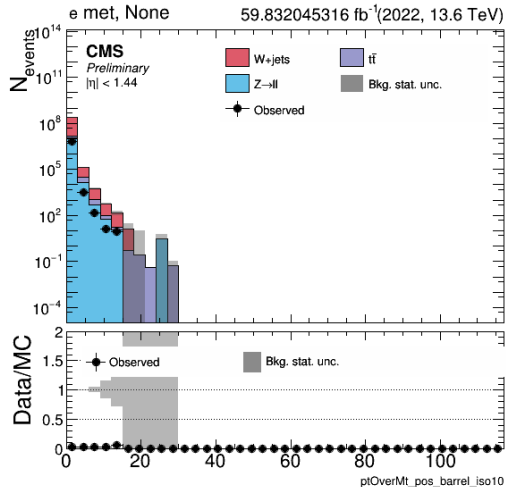 e met, None
59.832045316 fb⁻¹(2022, 13.6 TeV)
CMS
Preliminary
|η| < 1.44
W+jets
tt̄
Z→ll
Bkg. stat. unc.
Observed
N_events
10¹⁴
10¹¹
10⁸
10⁵
10²
10⁻¹
10⁻⁴
Data/MC
2
1.5
1
0.5
0
Observed
Bkg. stat. unc.
0 20 40 60 80 100
ptOverMt_pos_barrel_iso10